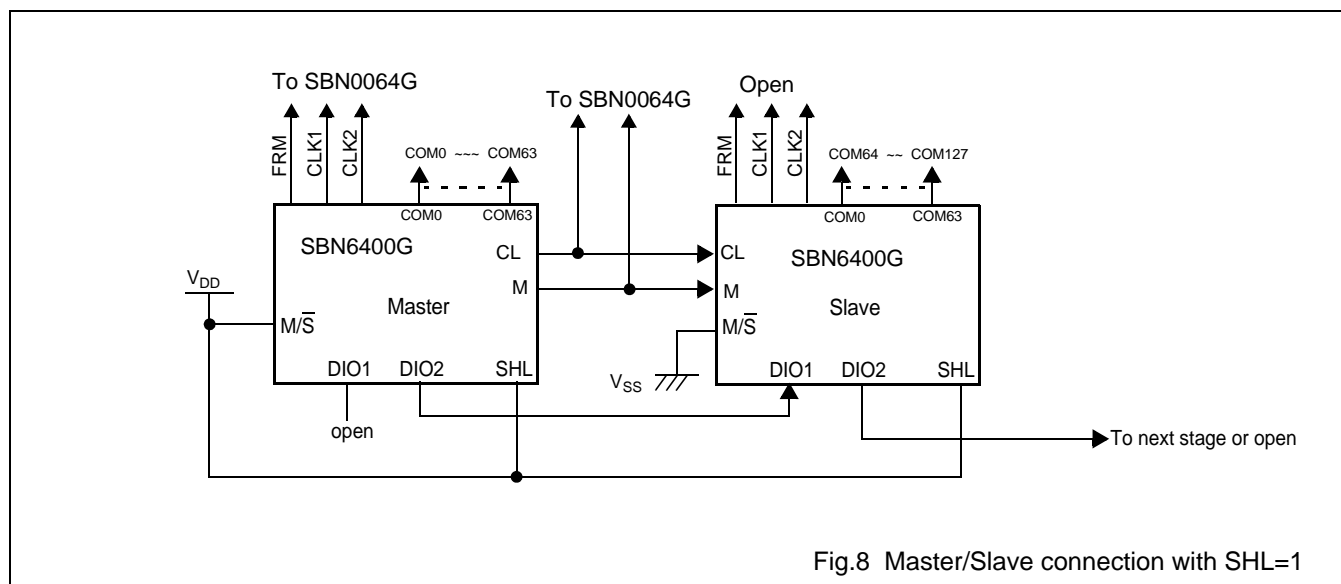 To SBN0064G
To SBN0064G
Open
FRM
CLK1
CLK2
COM0 ~~~ COM63
FRM
CLK1
CLK2
COM64 ~~ COM127
COM0
COM63
COM0
COM63
SBN6400G
CL
CL
SBN6400G
VDD
M
M
Master
Slave
M/S̅
M/S̅
DIO1
DIO2
SHL
VSS
DIO1
DIO2
SHL
open
To next stage or open
Fig.8 Master/Slave connection with SHL=1